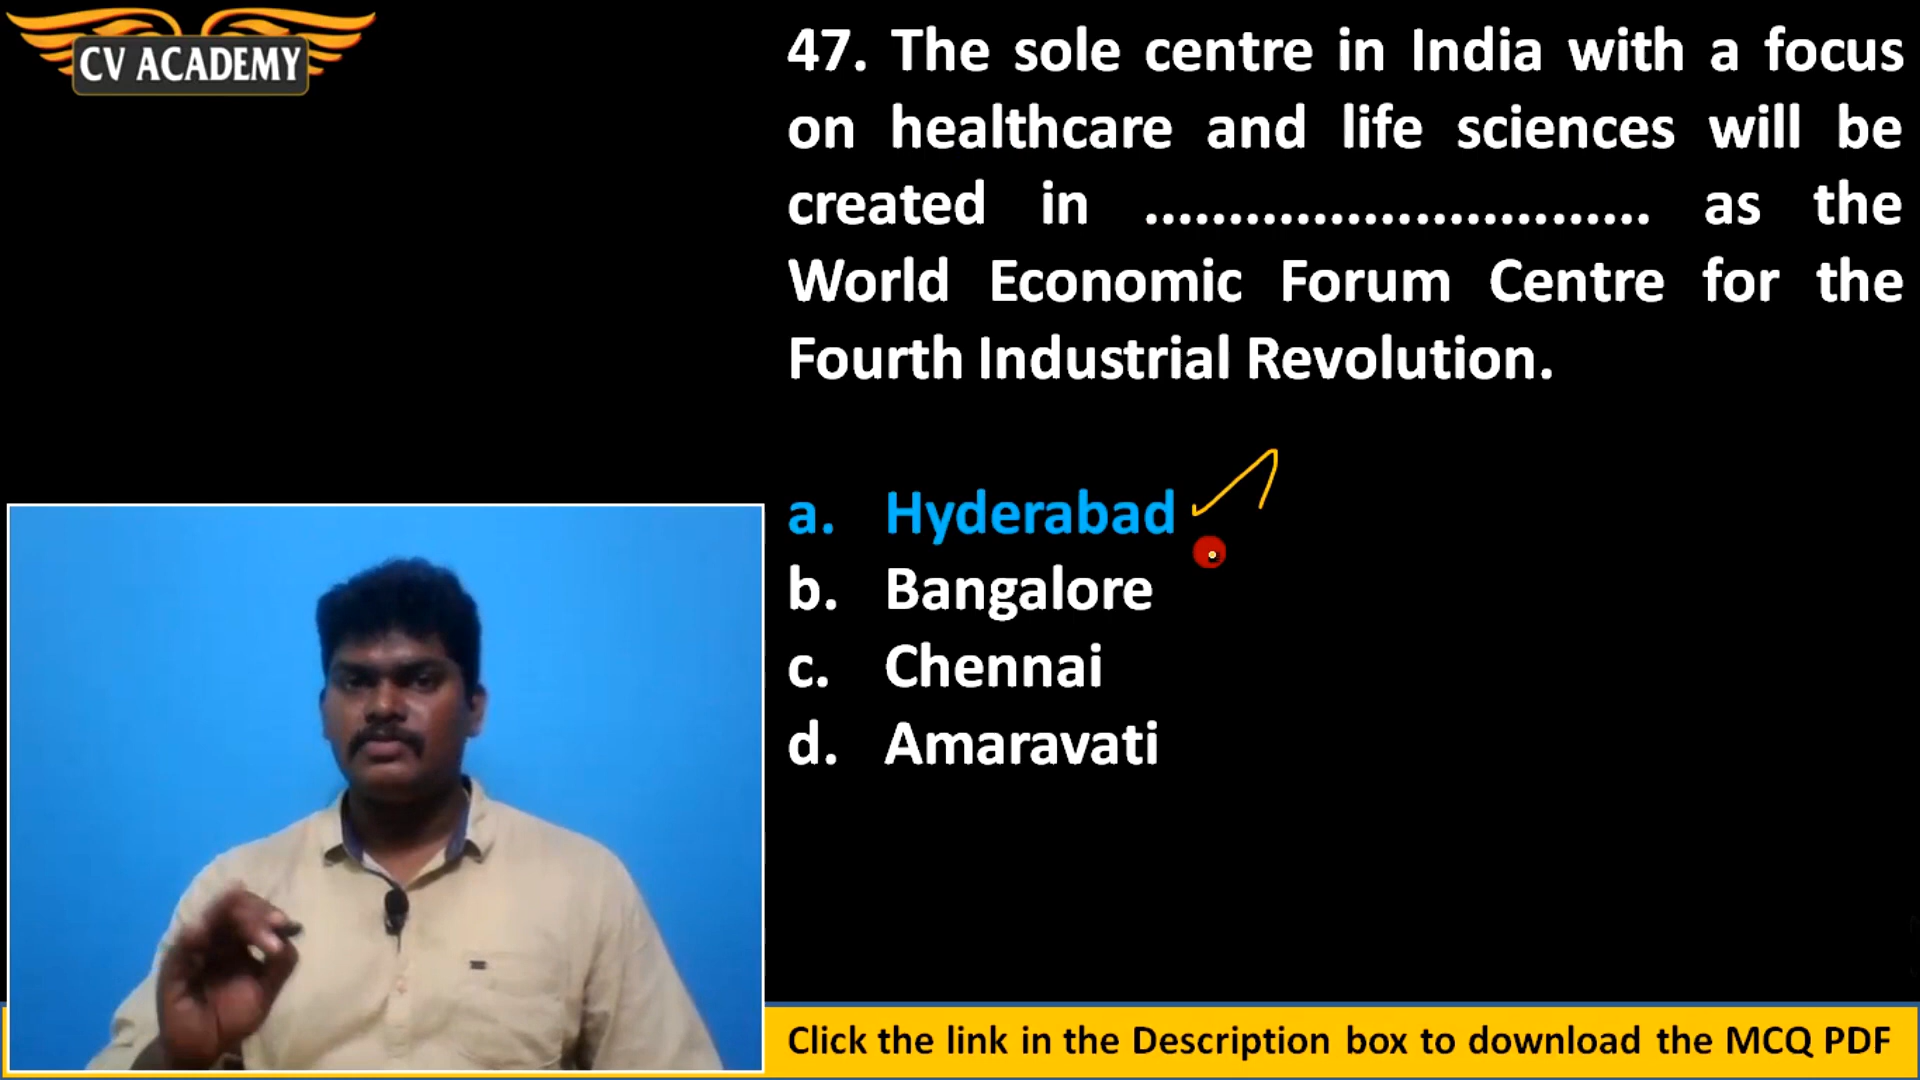 CV ACADEMY
47. The sole centre in India with a focus
on healthcare and life sciences will be
created in .............................. as the
World Economic Forum Centre for the
Fourth Industrial Revolution.
a. Hyderabad
b. Bangalore
c. Chennai
d. Amaravati
Click the link in the Description box to download the MCQ PDF